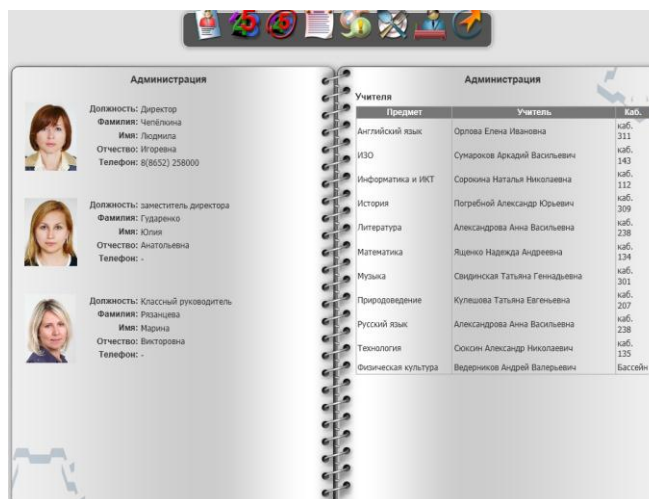 Администрация
Должность: Директор
Фамилия: Чепёлкина
Имя: Людмила
Отчество: Игоревна
Телефон: 8(8652) 258000
Должность: заместитель директора
Фамилия: Гударенко
Имя: Юлия
Отчество: Анатольевна
Телефон: -
Должность: Классный руководитель
Фамилия: Рязанцева
Имя: Марина
Отчество: Викторовна
Телефон: -
Администрация
Учителя
Предмет Учитель Каб.
Английский язык Орлова Елена Ивановна каб. 311
ИЗО Сумароков Аркадий Васильевич каб. 143
Информатика и ИКТ Сорокина Наталья Николаевна каб. 112
История Погребной Александр Юрьевич каб. 309
Литература Александрова Анна Васильевна каб. 238
Математика Ященко Надежда Андреевна каб. 134
Музыка Свидинская Татьяна Геннадьевна каб. 301
Природоведение Кулешова Татьяна Евгеньевна каб. 207
Русский язык Александрова Анна Васильевна каб. 238
Технология Сюксин Александр Николаевич каб. 135
Физическая культура Ведерников Андрей Валерьевич Бассейн